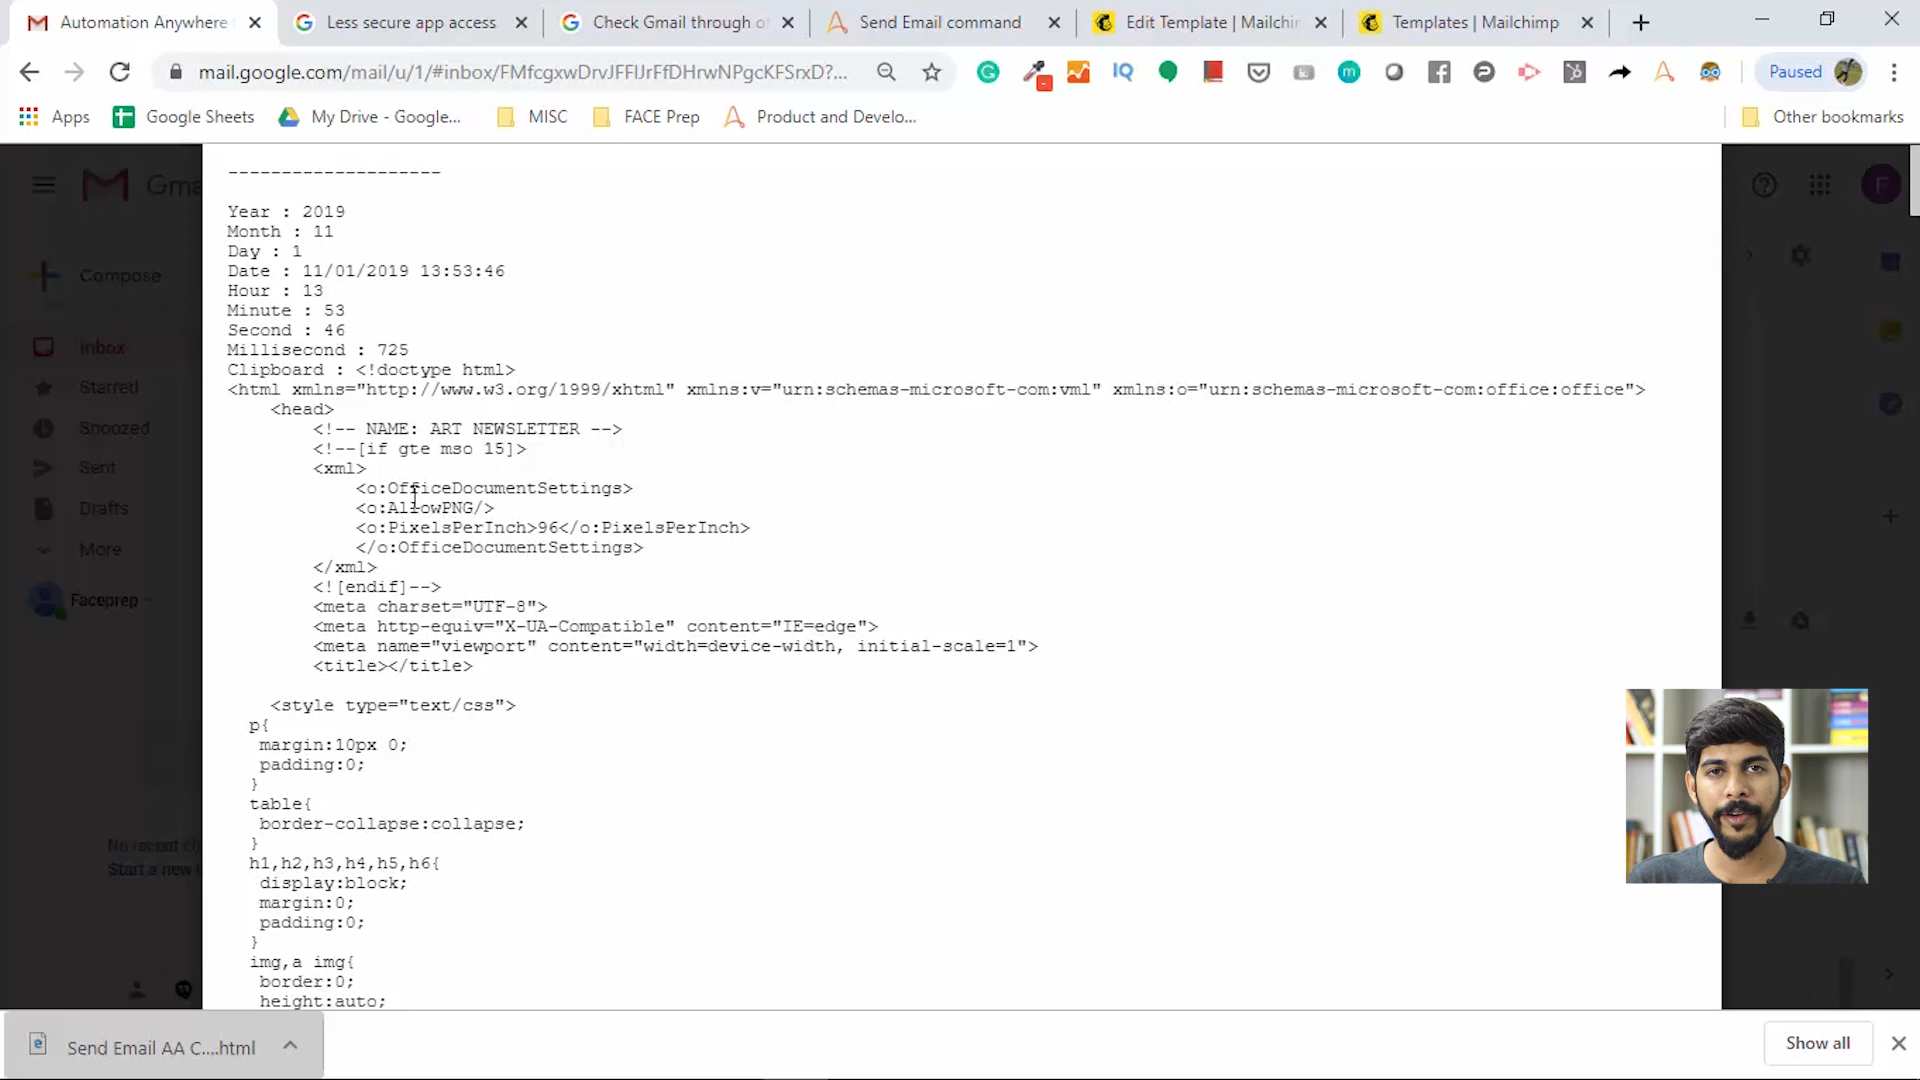 Automation Anywhere
Less secure app access
Check Gmail through o
Send Email command
Edit Template | Mailchi
Templates | Mailchimp
mail.google.com/mail/u/1/#inbox/FMfcgxwDrvJFFlJrFfDHrwNPgcKFSrxD?...
Paused
Apps
Google Sheets
My Drive - Google...
MISC
FACE Prep
Product and Develo...
Other bookmarks
--------------------
Year : 2019
Month : 11
Day : 1
Date : 11/01/2019 13:53:46
Hour : 13
Minute : 53
Second : 46
Millisecond : 725
Clipboard : <!doctype html>
<html xmlns="http://www.w3.org/1999/xhtml" xmlns:v="urn:schemas-microsoft-com:vml" xmlns:o="urn:schemas-microsoft-com:office:office">
<head>
<!-- NAME: ART NEWSLETTER -->
<!--[if gte mso 15]>
<xml>
<o:OfficeDocumentSettings>
<o:AllowPNG/>
<o:PixelsPerInch>96</o:PixelsPerInch>
</o:OfficeDocumentSettings>
</xml>
<![endif]-->
<meta charset="UTF-8">
<meta http-equiv="X-UA-Compatible" content="IE=edge">
<meta name="viewport" content="width=device-width, initial-scale=1">
<title></title>
<style type="text/css">
p{
margin:10px 0;
padding:0;
}
table{
border-collapse:collapse;
}
h1,h2,h3,h4,h5,h6{
display:block;
margin:0;
padding:0;
}
img,a img{
border:0;
height:auto;
Gma
Compose
Inbox
Starred
Snoozed
Sent
Drafts
More
Faceprep
No recent c
Start a new
F
Send Email AA C....html
Show all